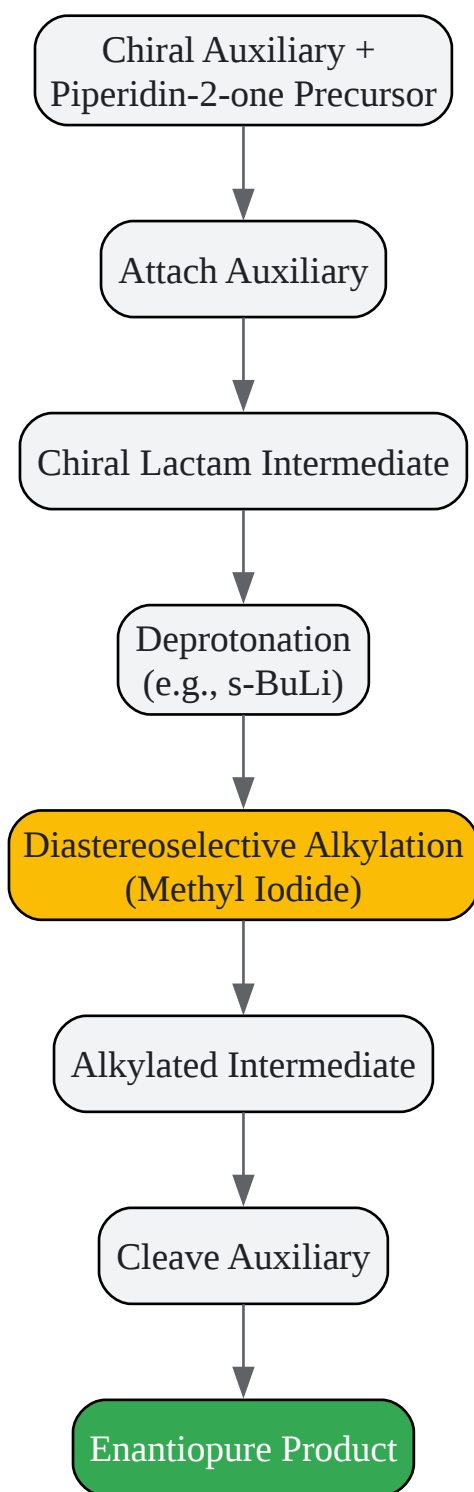 Chiral Auxiliary +
Piperidin-2-one Precursor
Attach Auxiliary
Chiral Lactam Intermediate
Deprotonation
(e.g., s-BuLi)
Diastereoselective Alkylation
(Methyl Iodide)
Alkylated Intermediate
Cleave Auxiliary
Enantiopure Product